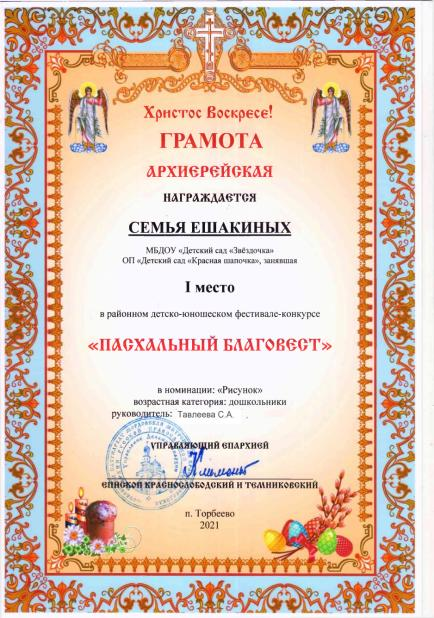 Христос Воскресе!
ГРАМОТА
АРХИЕРЕЙСКАЯ
НАГРАЖДАЕТСЯ
СЕМЬЯ ЕШАКИНЫХ
МБДОУ «Детский сад «Звёздочка»
ОП «Детский сад «Красная шапочка», занявшая
I место
в районном детско-юношеском фестивале-конкурсе
«ПАСХАЛЬНЫЙ БЛАГОВЕСТ»
в номинации: «Рисунок»
возрастная категория: дошкольники
руководитель: Тавлеева С.А. .
УПРАВЛЯЮЩИЙ ЕПАРХИЕЙ
ЕПИСКОП КРАСНОСЛОБОДСКИЙ И ТЕМНИКОВСКИЙ
п. Торбеево
2021